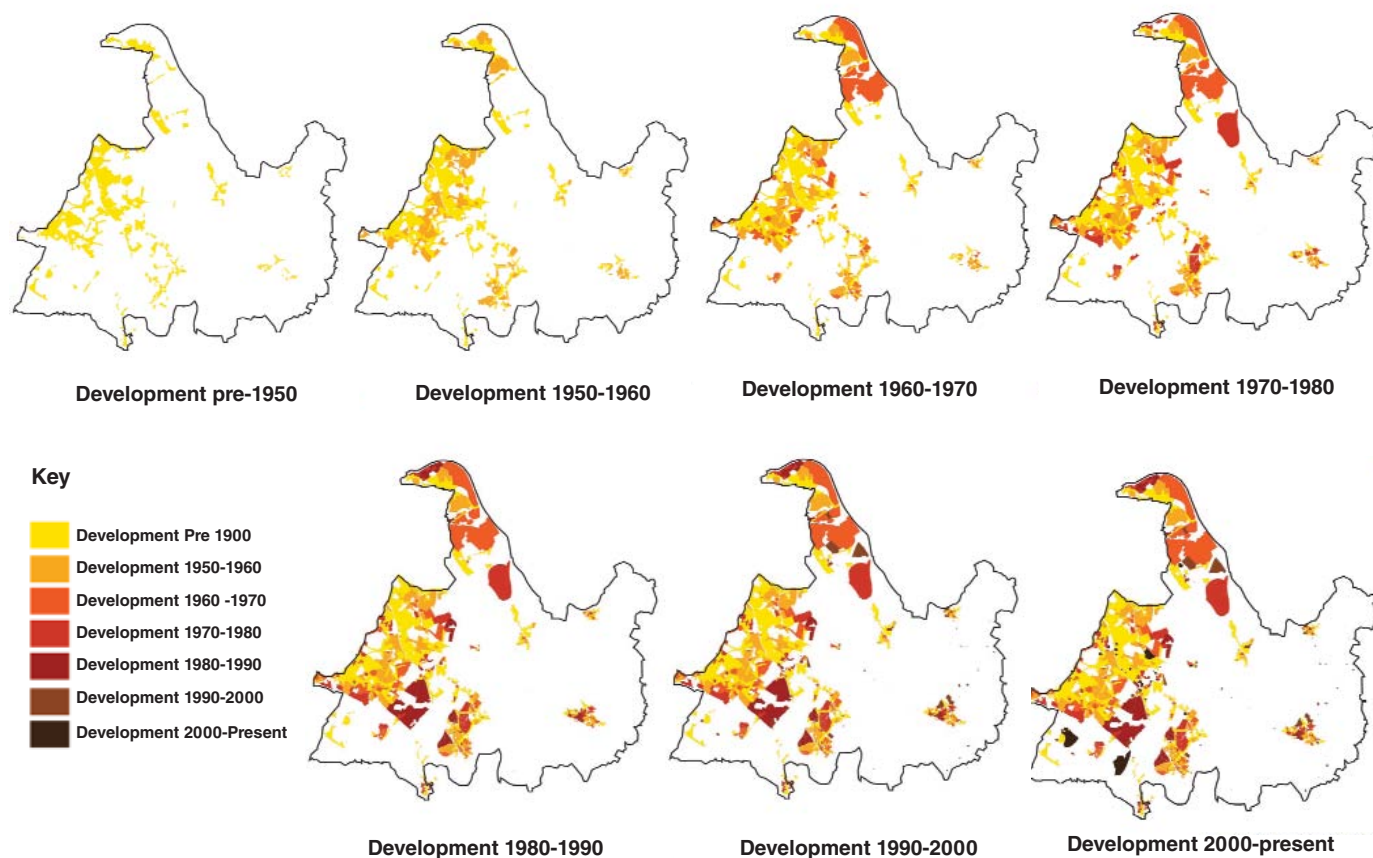 Development pre-1950
Development 1950-1960
Development 1960-1970
Development 1970-1980
Key
Development Pre 1900
Development 1950-1960
Development 1960 -1970
Development 1970-1980
Development 1980-1990
Development 1990-2000
Development 2000-Present
Development 1980-1990
Development 1990-2000
Development 2000-present